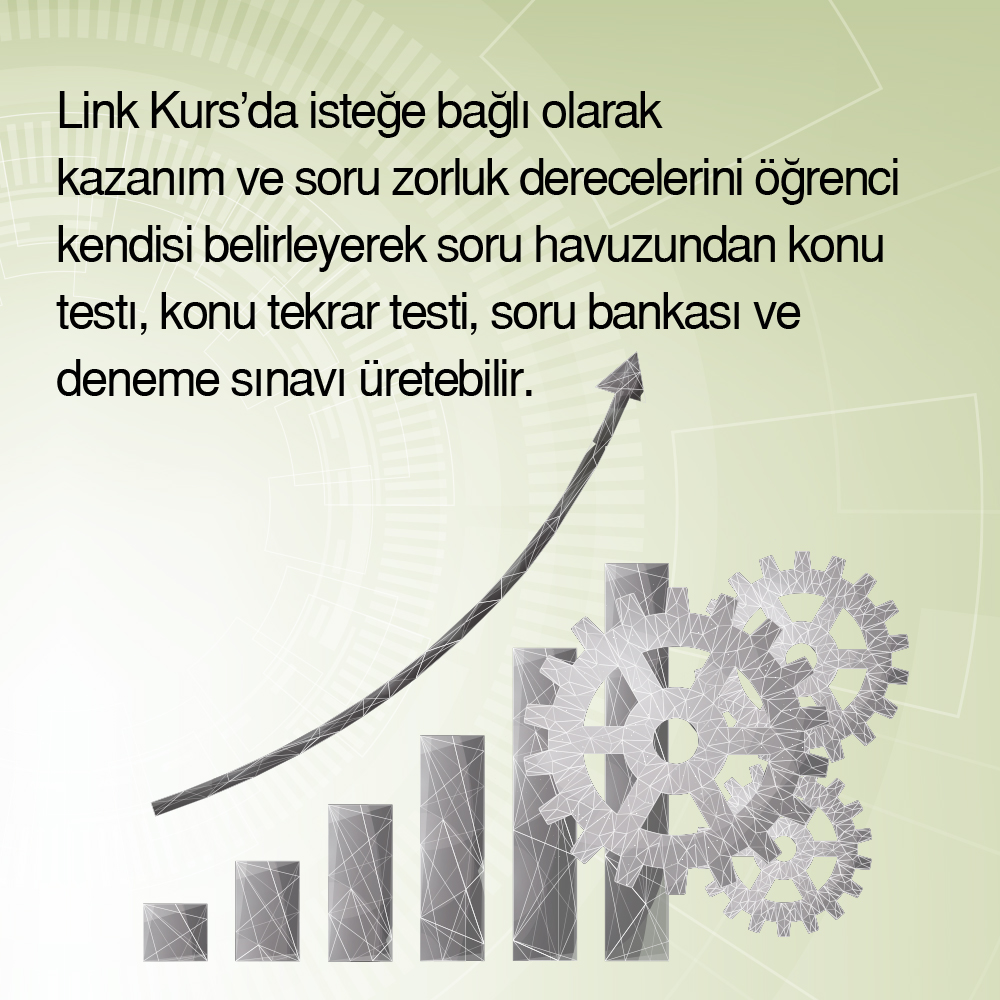 Link Kurs’da isteğe bağlı olarak
kazanım ve soru zorluk derecelerini öğrenci
kendisi belirleyerek soru havuzundan konu
testı, konu tekrar testi, soru bankası ve
deneme sınavı üretebilir.